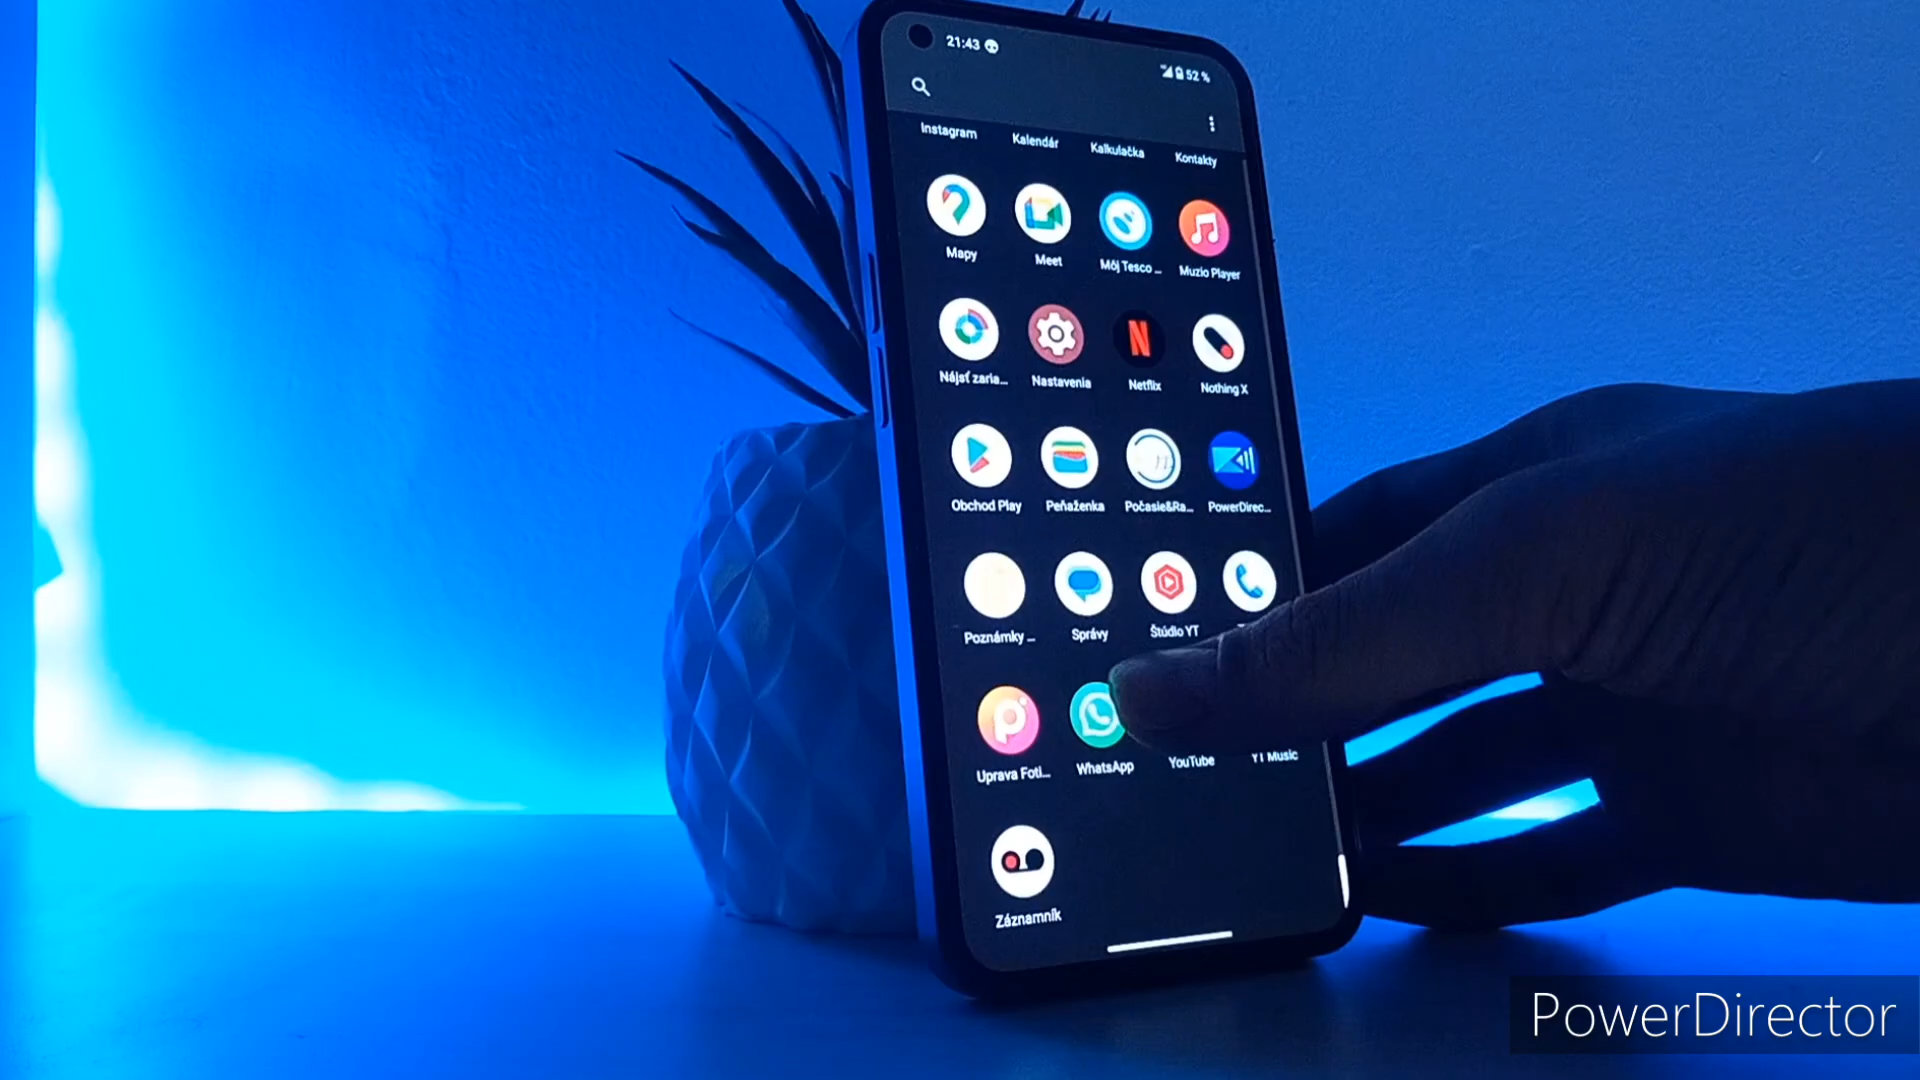 21:43
52 %
Instagram
Kalendár
Kalkulačka
Kontakty
Mapy
Meet
Môj Tesco ...
Muzio Player
Nájsť zaria...
Nastavenia
Netflix
Nothing X
Obchod Play
Peňaženka
Počasie&Ra...
PowerDirec...
Poznámky ...
Správy
Štúdio YT
Uprava Foti...
WhatsApp
YouTube
YT Music
Záznamník
PowerDirector